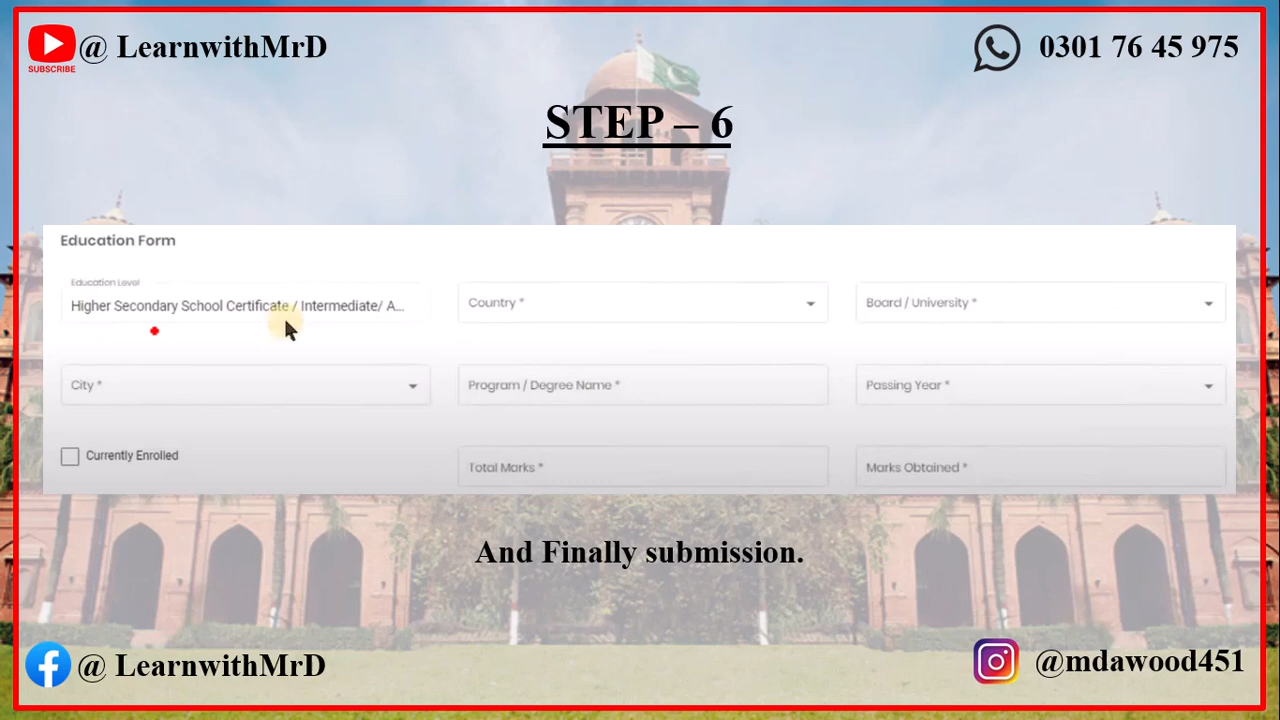 @ LearnwithMrD
SUBSCRIBE
0301 76 45 975
STEP – 6
Education Form
Education Level
Higher Secondary School Certificate / Intermediate/ A...
Country *
Board / University *
City *
Program / Degree Name *
Passing Year *
Currently Enrolled
Total Marks *
Marks Obtained *
And Finally submission.
@ LearnwithMrD
@mdawood451